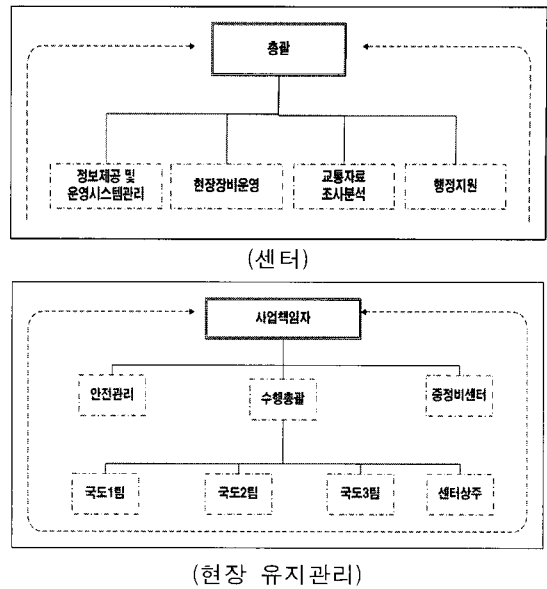 총괄
정보제공 및
운영시스템관리
현장장비운영
교통자료
조사분석
행정지원
(센터)
사업책임자
안전관리
수행총괄
중정비센터
국도1팀
국도2팀
국도3팀
센터상주
(현장 유지관리)